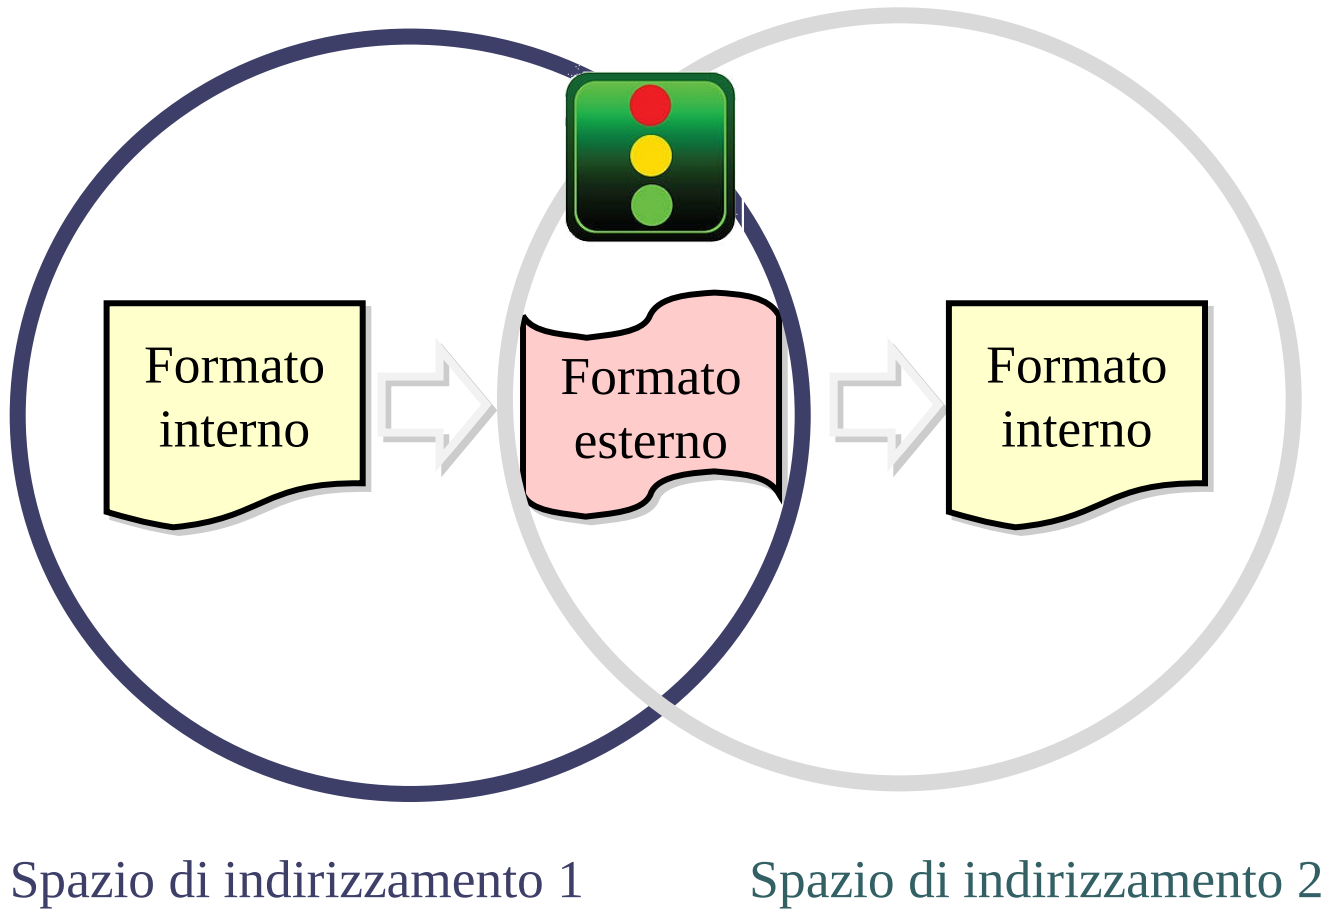 Formato
interno
Formato
esterno
Formato
interno
Spazio di indirizzamento 1
Spazio di indirizzamento 2